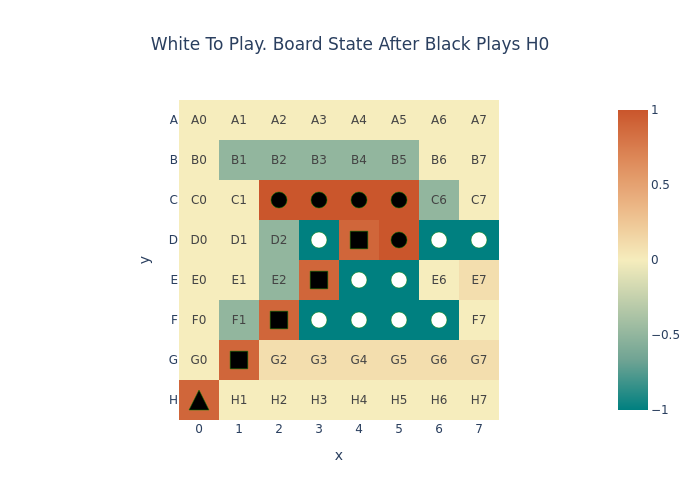 White To Play. Board State After Black Plays H0
A A0 A1 A2 A3 A4 A5 A6 A7
B B0 B1 B2 B3 B4 B5 B6 B7
C C0 C1 C6 C7
D D0 D1 D2
E E0 E1 E2 E6 E7
F F0 F1 F7
G G0 G2 G3 G4 G5 G6 G7
H H1 H2 H3 H4 H5 H6 H7
0 1 2 3 4 5 6 7
x
y
1
0.5
0
−0.5
−1